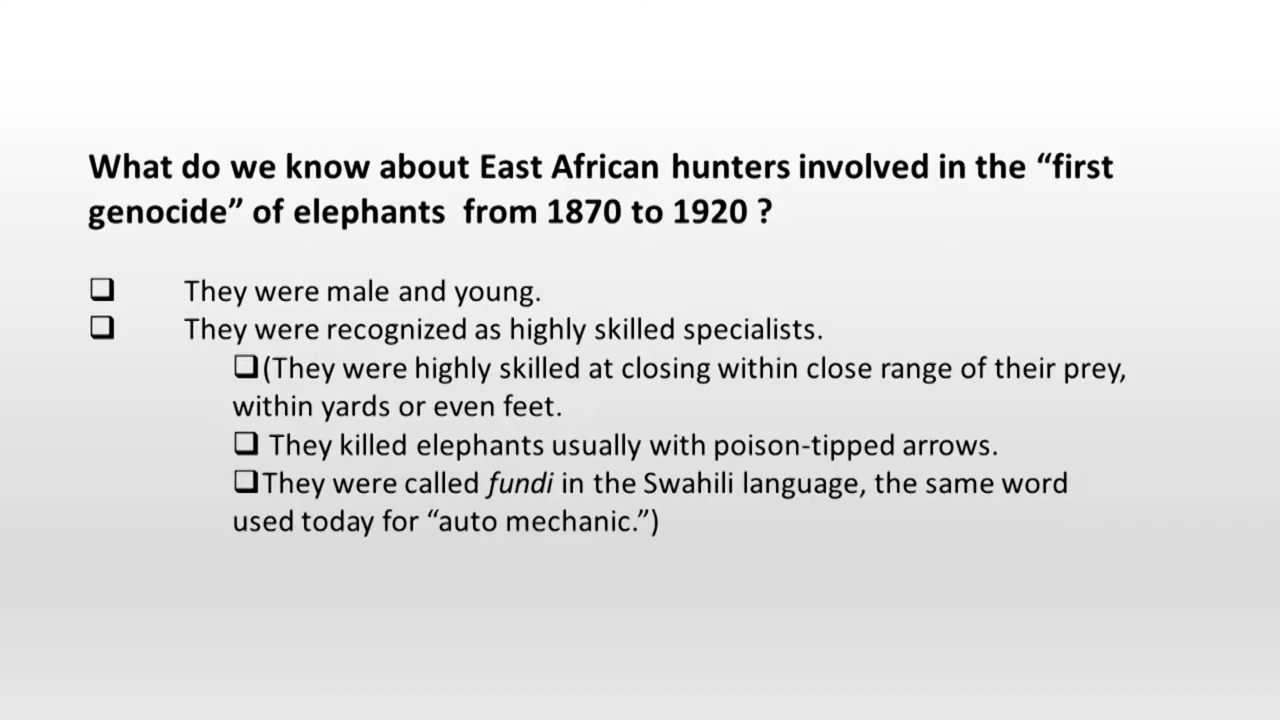 What do we know about East African hunters involved in the “first
genocide” of elephants  from 1870 to 1920 ?
❑ They were male and young.
❑ They were recognized as highly skilled specialists.
❑(They were highly skilled at closing within close range of their prey,
within yards or even feet.
❑ They killed elephants usually with poison-tipped arrows.
❑They were called fundi in the Swahili language, the same word
used today for “auto mechanic.”)